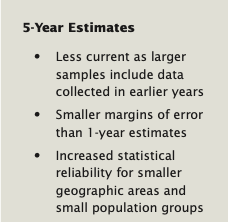 5-Year Estimates
• Less current as larger
samples include data
collected in earlier years
• Smaller margins of error
than 1-year estimates
• Increased statistical
reliability for smaller
geographic areas and
small population groups